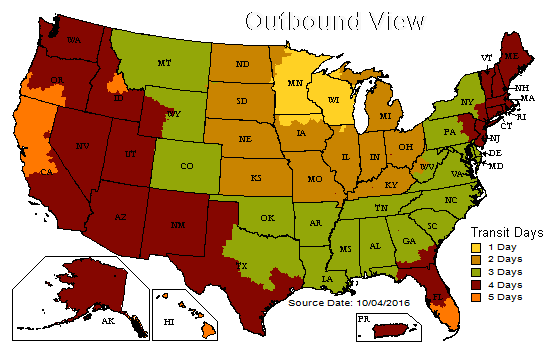 Outbound View
WA
MT
ND
MN
VT
ME
OR
ID
SD
WI
MI
NY
NH
MA
WY
RI
CT
NV
UT
CO
NE
IA
IL
IN
OH
PA
NJ
DE
MD
CA
KS
MO
KY
WV
VA
AZ
NM
OK
AR
TN
NC
SC
TX
LA
MS
AL
GA
FL
AK
HI
PR
Transit Days
1 Day
2 Days
3 Days
4 Days
5 Days
Source Date: 10/04/2016